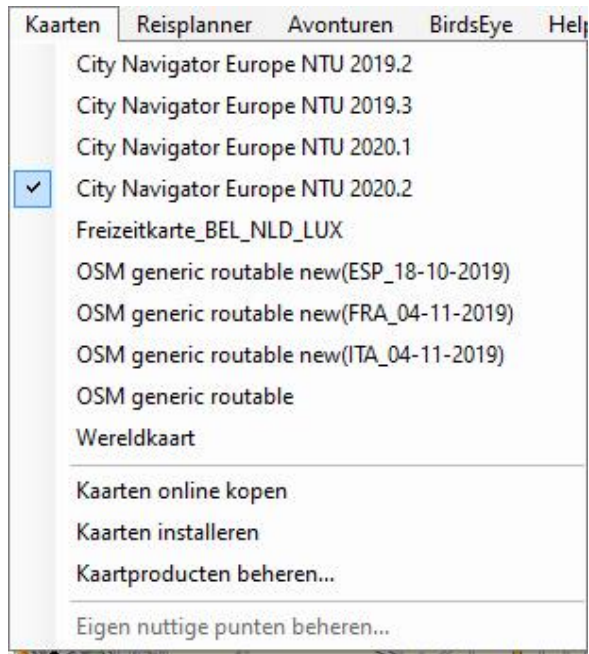 Kaarten Reisplanner Avonturen BirdsEye Help
City Navigator Europe NTU 2019.2
City Navigator Europe NTU 2019.3
City Navigator Europe NTU 2020.1
City Navigator Europe NTU 2020.2
Freizeitkarte_BEL_NLD_LUX
OSM generic routable new(ESP_18-10-2019)
OSM generic routable new(FRA_04-11-2019)
OSM generic routable new(ITA_04-11-2019)
OSM generic routable
Wereldkaart
Kaarten online kopen
Kaarten installeren
Kaartproducten beheren...
Eigen nuttige punten beheren...